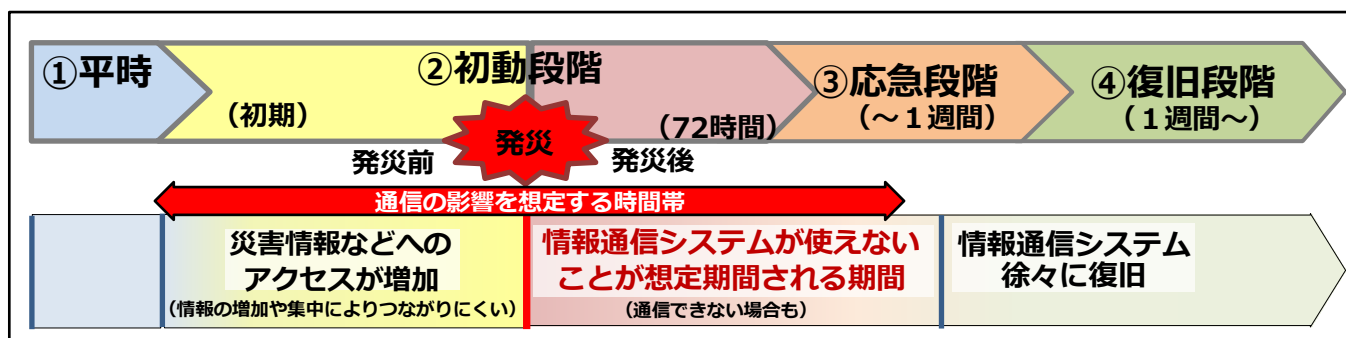 ①平時
②初動段階
(初期)
(72時間)
③応急段階
(～１週間)
④復旧段階
(１週間～)
発災
発災前
発災後
通信の影響を想定する時間帯
災害情報などへの
アクセスが増加
(情報の増加や集中によりつながりにくい)
情報通信システムが使えない
ことが想定期間される期間
(通信できない場合も)
情報通信システム
徐々に復旧